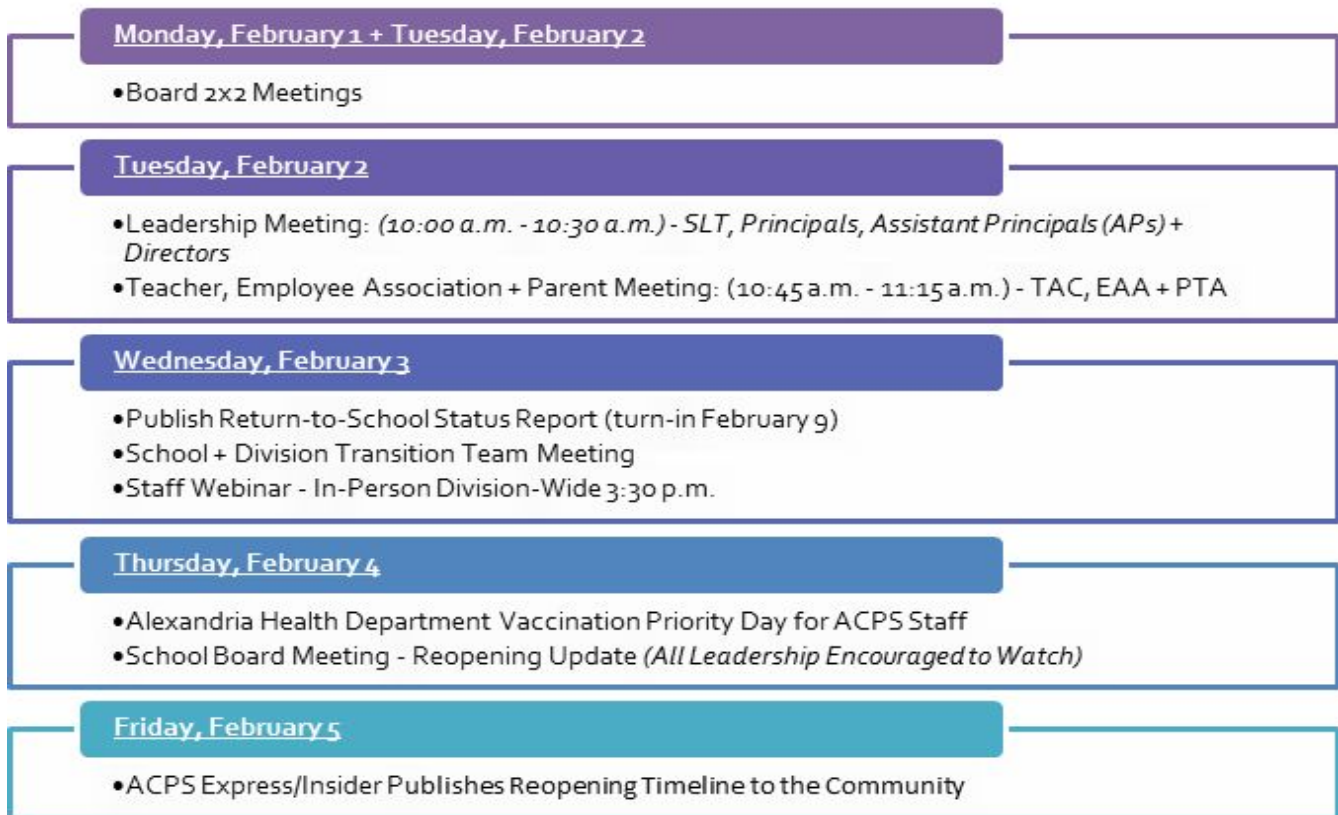 Monday, February 1 + Tuesday, February 2
•Board 2x2 Meetings
Tuesday, February 2
•Leadership Meeting: (10:00 a.m. - 10:30 a.m.) - SLT, Principals, Assistant Principals (APs) +
Directors
•Teacher, Employee Association + Parent Meeting: (10:45 a.m. - 11:15 a.m.) - TAC, EAA + PTA
Wednesday, February 3
•Publish Return-to-School Status Report (turn-in February 9)
•School + Division Transition Team Meeting
•Staff Webinar - In-Person Division-Wide 3:30 p.m.
Thursday, February 4
•Alexandria Health Department Vaccination Priority Day for ACPS Staff
•School Board Meeting - Reopening Update (All Leadership Encouraged to Watch)
Friday, February 5
•ACPS Express/Insider Publishes Reopening Timeline to the Community